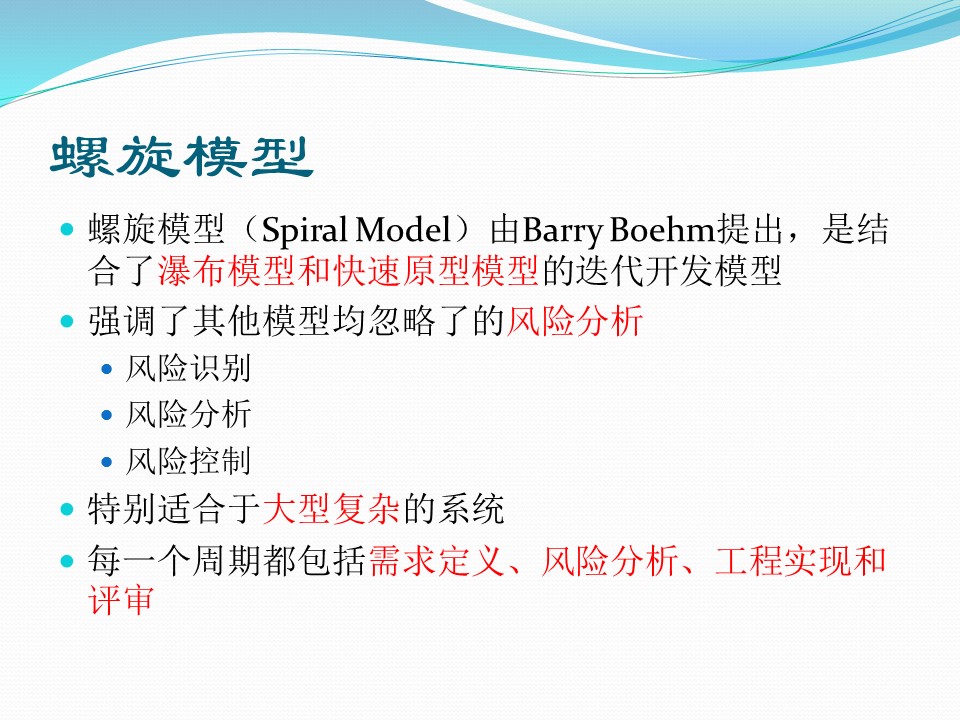 螺旋模型
螺旋模型（Spiral Model）由Barry Boehm提出，是结
合了瀑布模型和快速原型模型的迭代开发模型
强调了其他模型均忽略了的风险分析
风险识别
风险分析
风险控制
特别适合于大型复杂的系统
每一个周期都包括需求定义、风险分析、工程实现和
评审